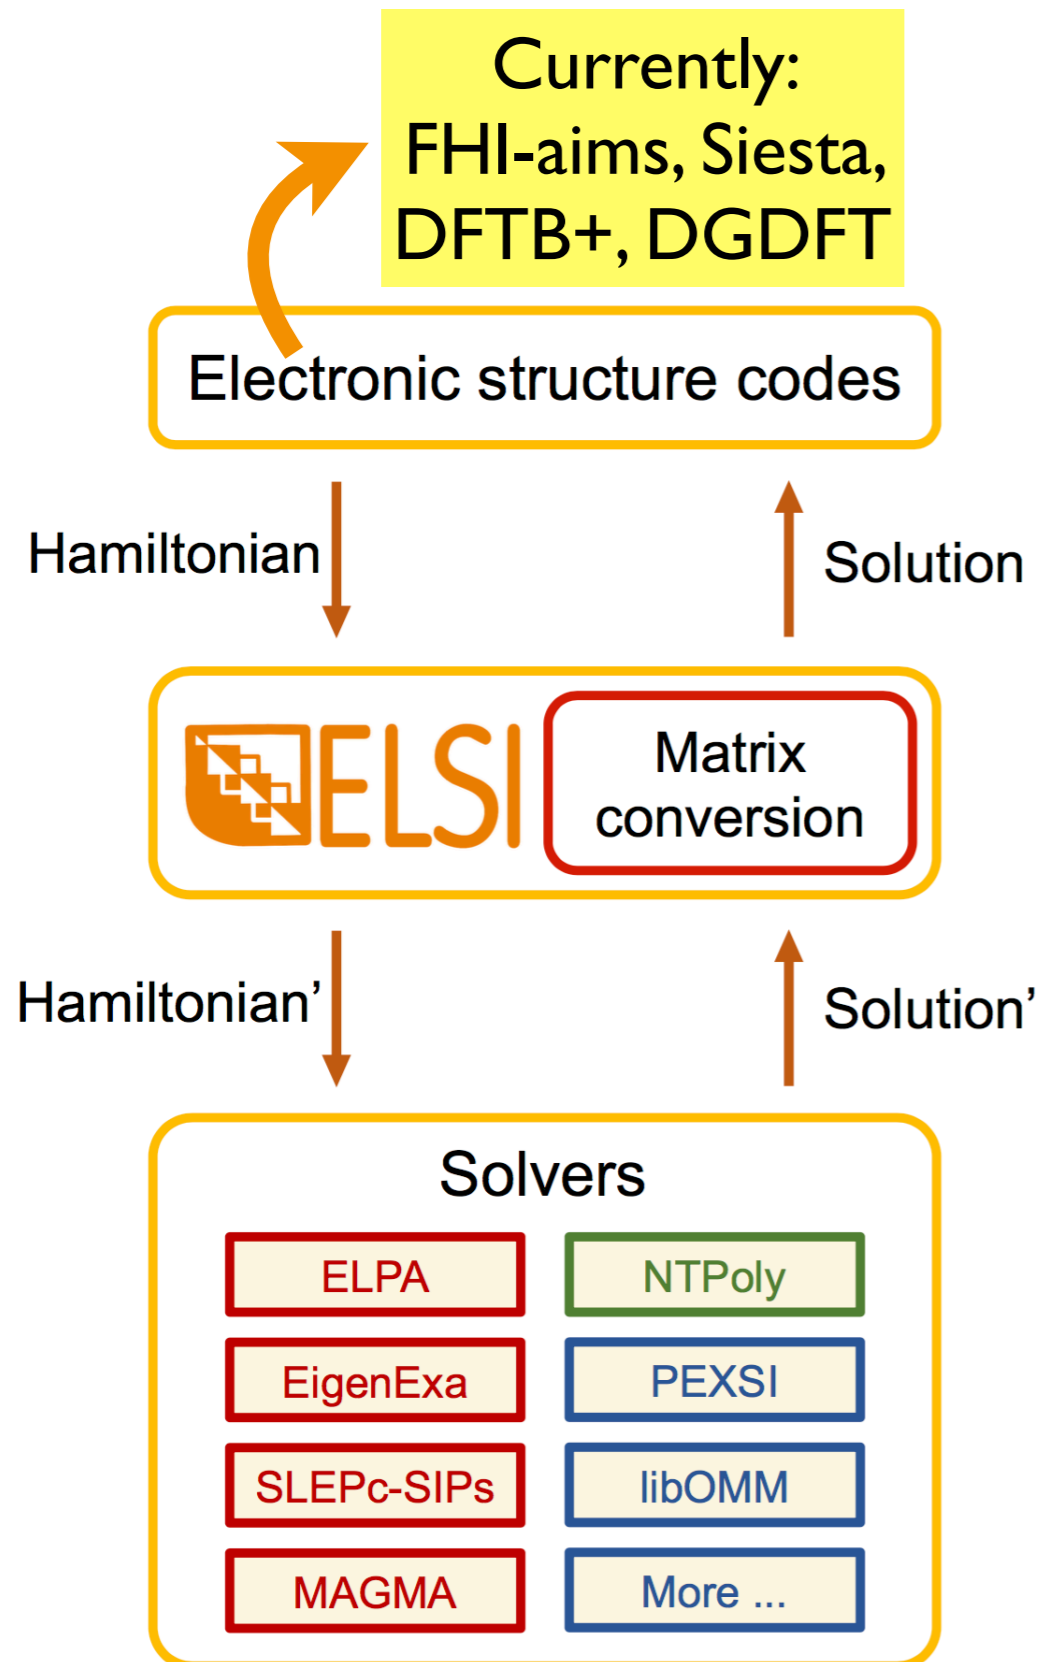 Currently:
FHI-aims, Siesta,
DFTB+, DGDFT
Electronic structure codes
Hamiltonian
Solution
ELSI
Matrix
conversion
Hamiltonian’
Solution’
Solvers
ELPA
NTPoly
EigenExa
PEXSI
SLEPc-SIPs
libOMM
MAGMA
More ...